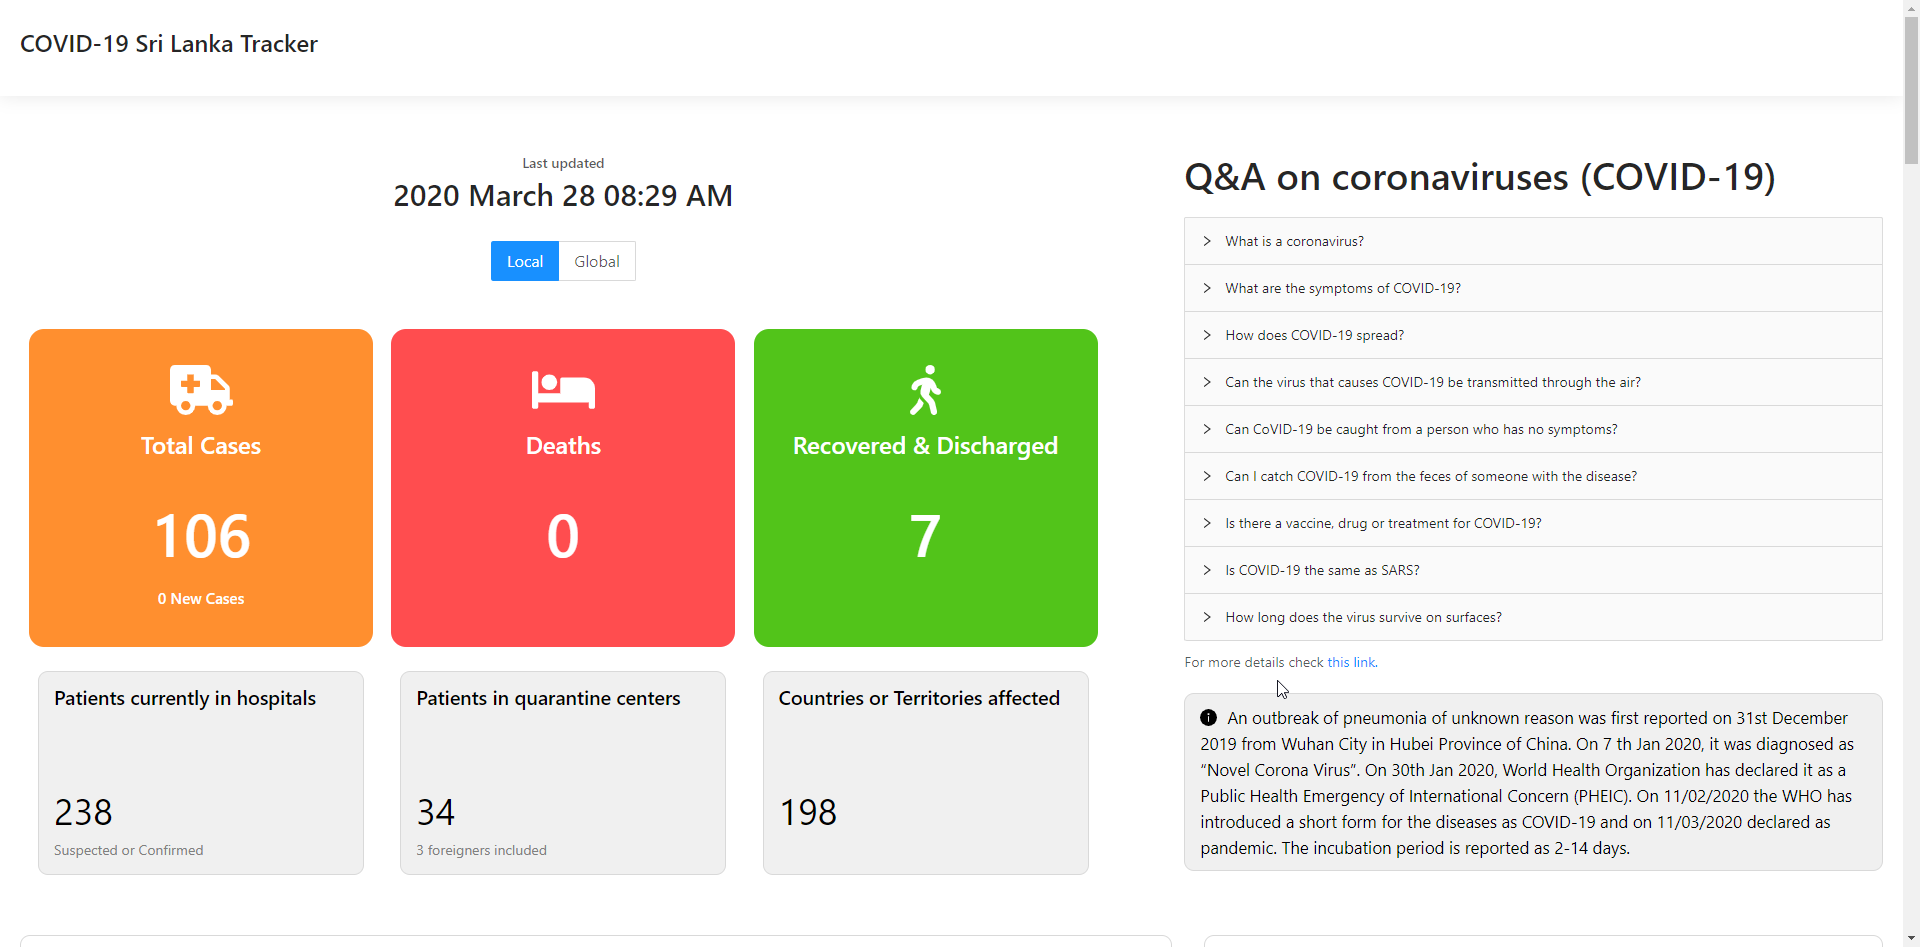 COVID-19 Sri Lanka Tracker
Last updated
2020 March 28 08:29 AM
Local
Global
Total Cases
106
0 New Cases
Deaths
0
Recovered & Discharged
7
Patients currently in hospitals
238
Suspected or Confirmed
Patients in quarantine centers
34
3 foreigners included
Countries or Territories affected
198
Q&A on coronaviruses (COVID-19)
What is a coronavirus?
What are the symptoms of COVID-19?
How does COVID-19 spread?
Can the virus that causes COVID-19 be transmitted through the air?
Can CoVID-19 be caught from a person who has no symptoms?
Can I catch COVID-19 from the feces of someone with the disease?
Is there a vaccine, drug or treatment for COVID-19?
Is COVID-19 the same as SARS?
How long does the virus survive on surfaces?
For more details check this link.
An outbreak of pneumonia of unknown reason was first reported on 31st December
2019 from Wuhan City in Hubei Province of China. On 7 th Jan 2020, it was diagnosed as
“Novel Corona Virus”. On 30th Jan 2020, World Health Organization has declared it as a
Public Health Emergency of International Concern (PHEIC). On 11/02/2020 the WHO has
introduced a short form for the diseases as COVID-19 and on 11/03/2020 declared as
pandemic. The incubation period is reported as 2-14 days.